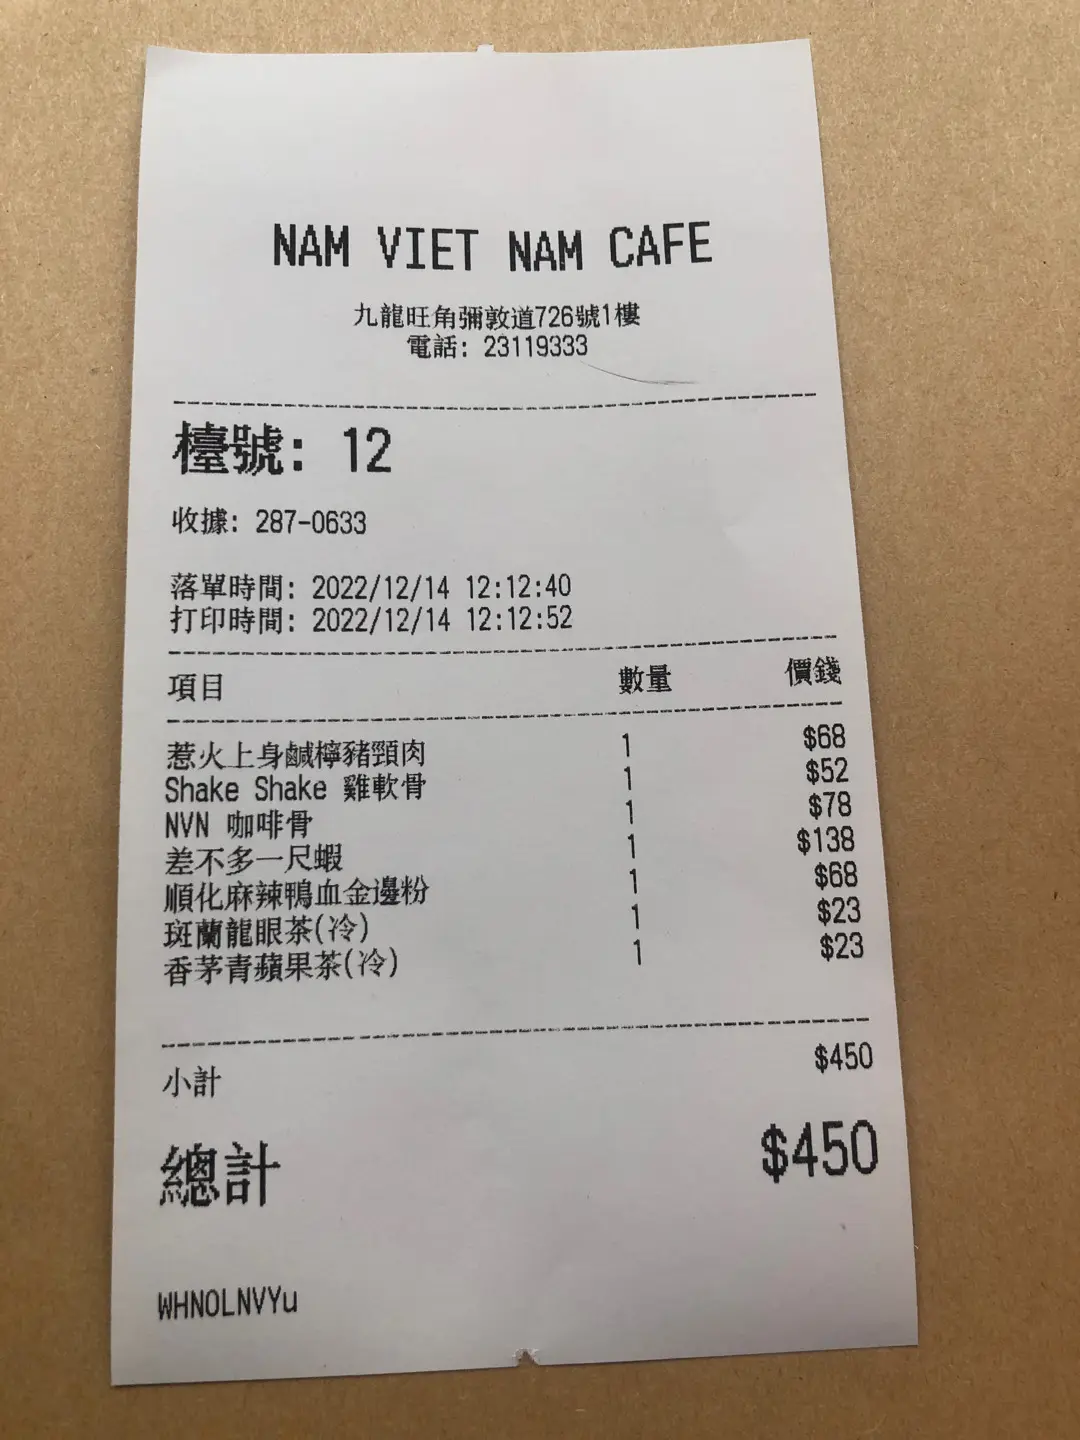 NAM VIET NAM CAFE
九龍旺角彌敦道726號1樓
電話: 23119333
檯號: 12
收據: 287-0633
落單時間: 2022/12/14 12:12:40
打印時間: 2022/12/14 12:12:52
項目 數量 價錢
惹火上身鹹檸豬頸肉 1 $68
Shake Shake 雞軟骨 1 $52
NVN 咖啡骨 1 $78
差不多一尺蝦 1 $138
順化麻辣鴨血金邊粉 1 $68
斑蘭龍眼茶(冷) 1 $23
香茅青蘋果茶(冷) 1 $23
小計 $450
總計 $450
WHNOLNVYu